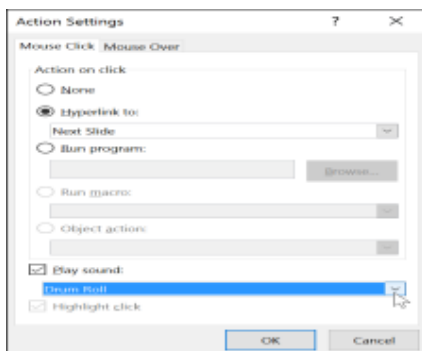 Action Settings ? ×
Mouse Click Mouse Over
Action on click
None
Hyperlink to:
Next Slide
Run program:
Browse...
Run macro:
Object action:
Play sound:
Drum Roll
Highlight click
OK Cancel